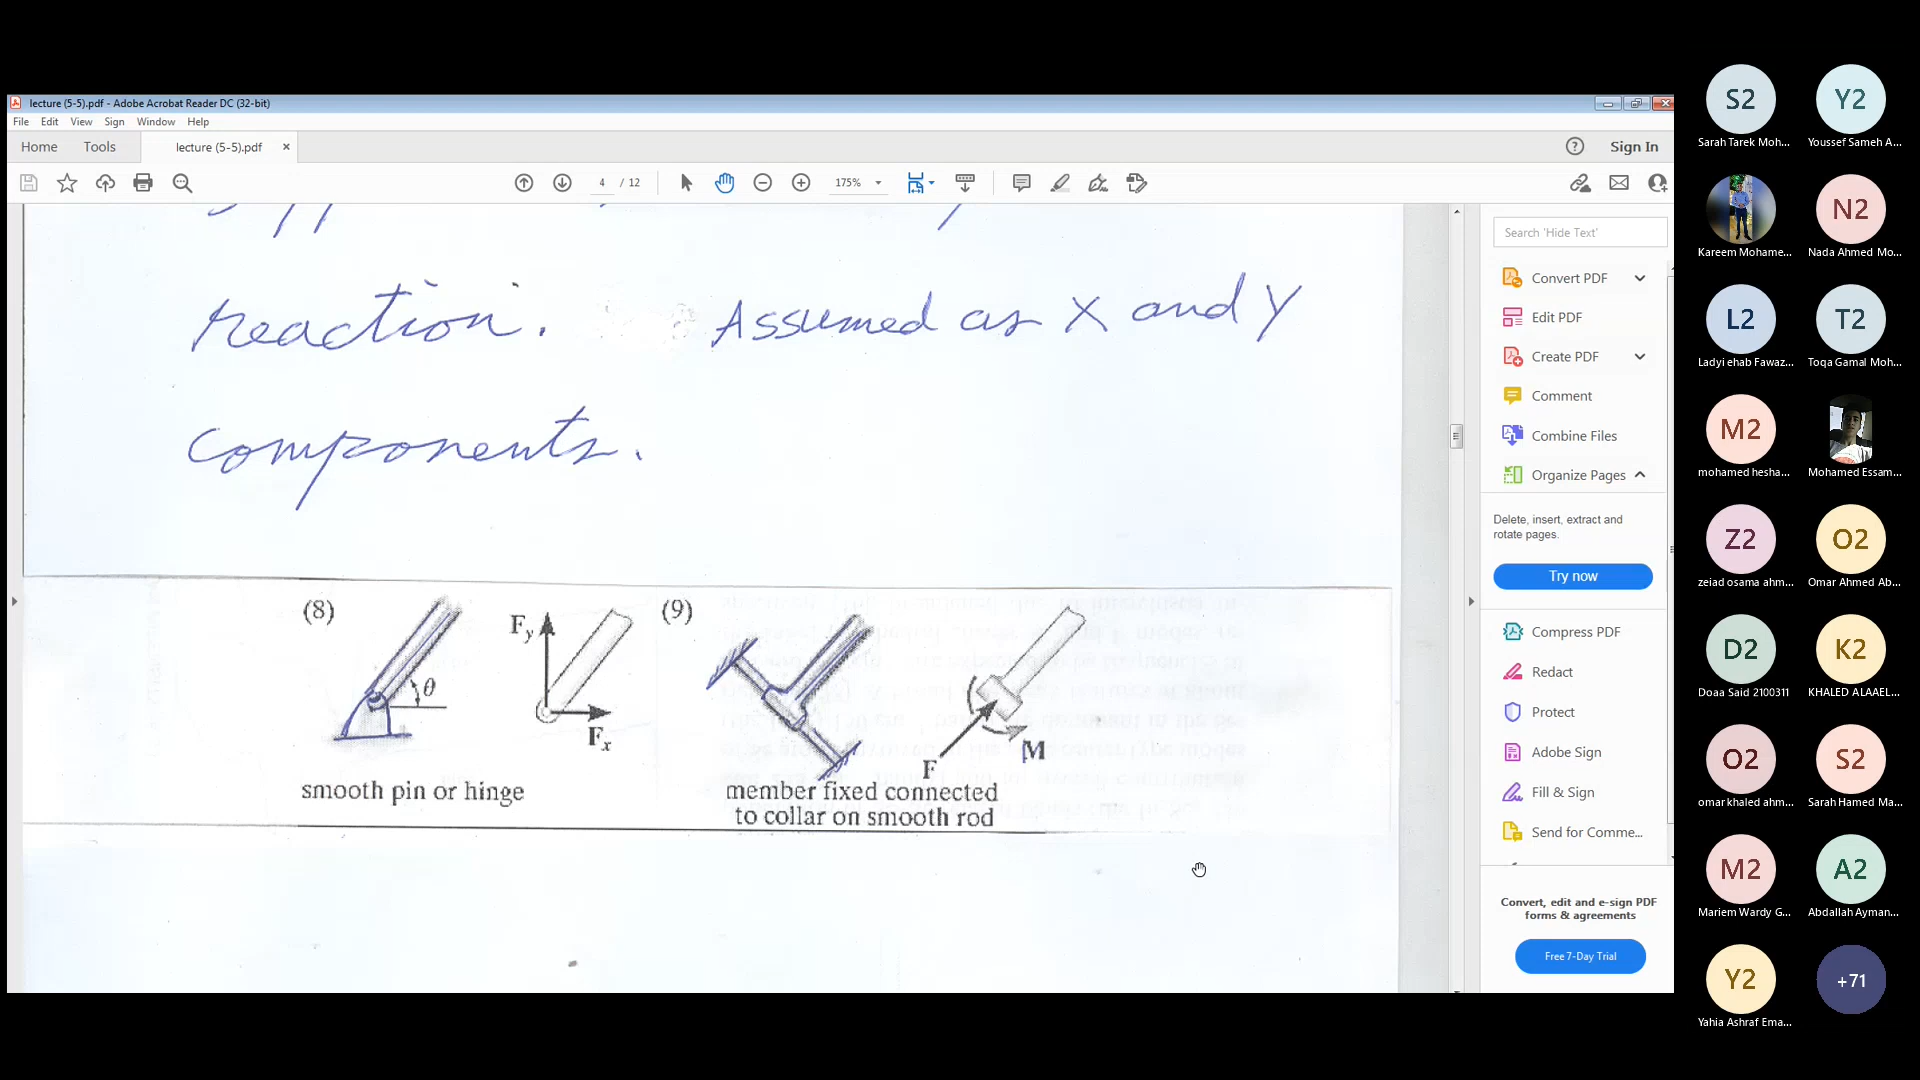 lecture (5-5).pdf - Adobe Acrobat Reader DC (32-bit)
File Edit View Sign Window Help
Home Tools lecture (5-5).pdf × Sign In
4 / 12 175%
reaction. Assumed as X and Y
components.
(8) (9)
Fy θ
Fx
F M
smooth pin or hinge
member fixed connected
to collar on smooth rod
Search 'Hide Text'
Convert PDF
Edit PDF
Create PDF
Comment
Combine Files
Organize Pages
Delete, insert, extract and
rotate pages.
Try now
Compress PDF
Redact
Protect
Adobe Sign
Fill & Sign
Send for Comme...
Convert, edit and e-sign PDF
forms & agreements
Free 7-Day Trial
S2 Y2
Sarah Tarek Moh... Youssef Sameh A...
N2
Kareem Mohame... Nada Ahmed Mo...
L2 T2
Ladyi ehab Fawaz... Toqa Gamal Moh...
M2
mohamed hesha... Mohamed Essam...
Z2 O2
zeiad osama ahm... Omar Ahmed Ab...
D2 K2
Doaa Said 2100311 KHALED ALAAEL...
O2 S2
omar khaled ahm... Sarah Hamed Ma...
M2 A2
Mariem Wardy G... Abdallah Ayman...
Y2 +71
Yahia Ashraf Ema...